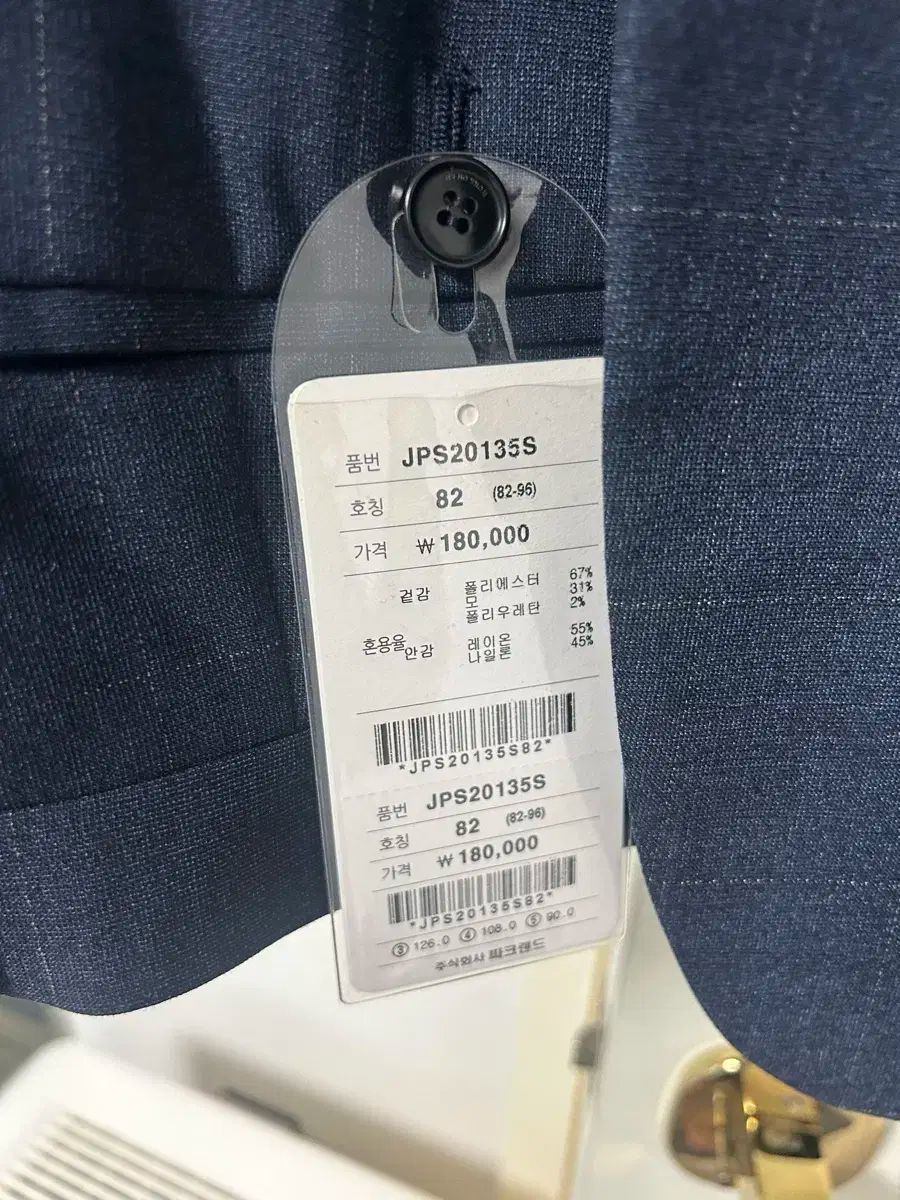 품번 JPS20135S
호칭 82 (82-96)
가격 ₩180,000
겉감 폴리에스터 67%
모 31%
폴리우레탄 2%
혼용율 안감 레이온 55%
나일론 45%
*JPS20135S82*
품번 JPS20135S
호칭 82 (82-96)
가격 ₩180,000
*JPS20135S82*
③ 126.0 ④ 108.0 ⑤ 90.0
주식회사 파크랜드